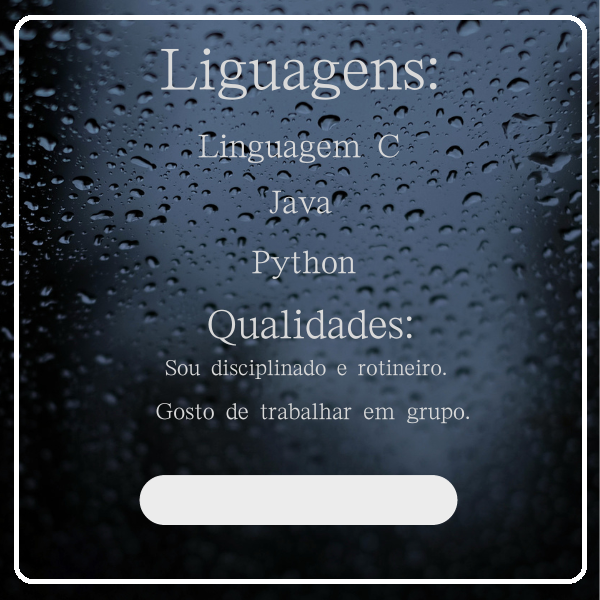 Liguagens:
Linguagem C
Java
Python
Qualidades:
Sou disciplinado e rotineiro.
Gosto de trabalhar em grupo.